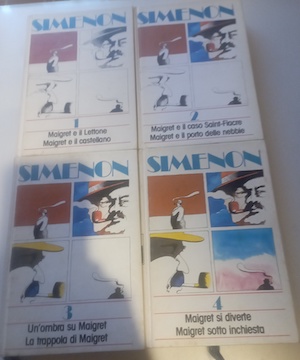 SIMENON
1
Maigret e il Lettone
Maigret e il castellano
SIMENON
2
Maigret e il caso Saint-Fiacre
Maigret e il porto delle nebbie
SIMENON
3
Un'ombra su Maigret
La trappola di Maigret
SIMENON
4
Maigret si diverte
Maigret sotto inchiesta